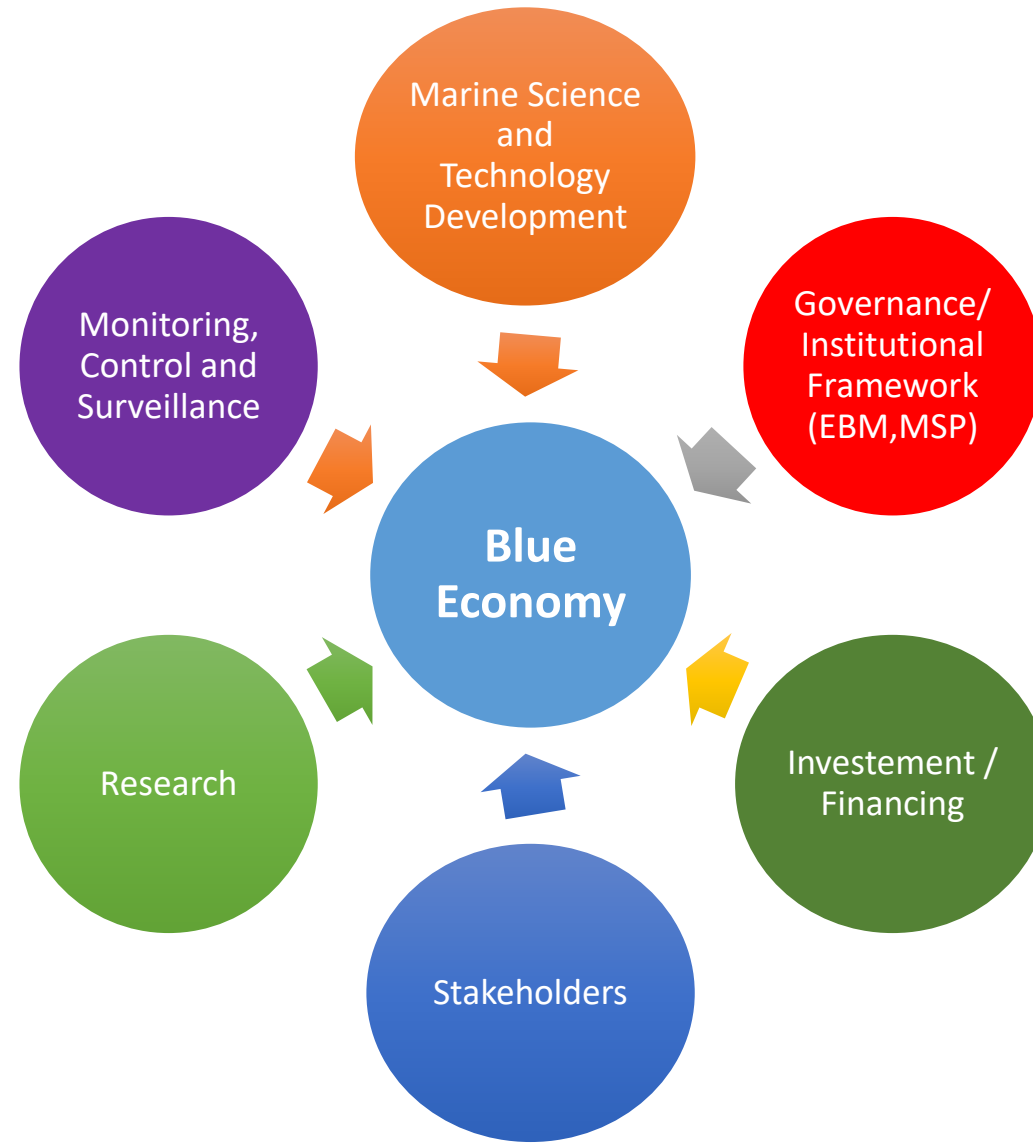 Marine Science
and
Technology
Development
Monitoring,
Control and
Surveillance
Governance/
Institutional
Framework
(EBM,MSP)
Blue
Economy
Research
Investement /
Financing
Stakeholders